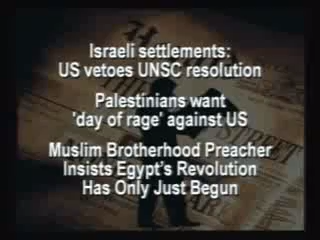 Israeli settlements:
US vetoes UNSC resolution
Palestinians want
'day of rage' against US
Muslim Brotherhood Preacher
Insists Egypt's Revolution
Has Only Just Begun